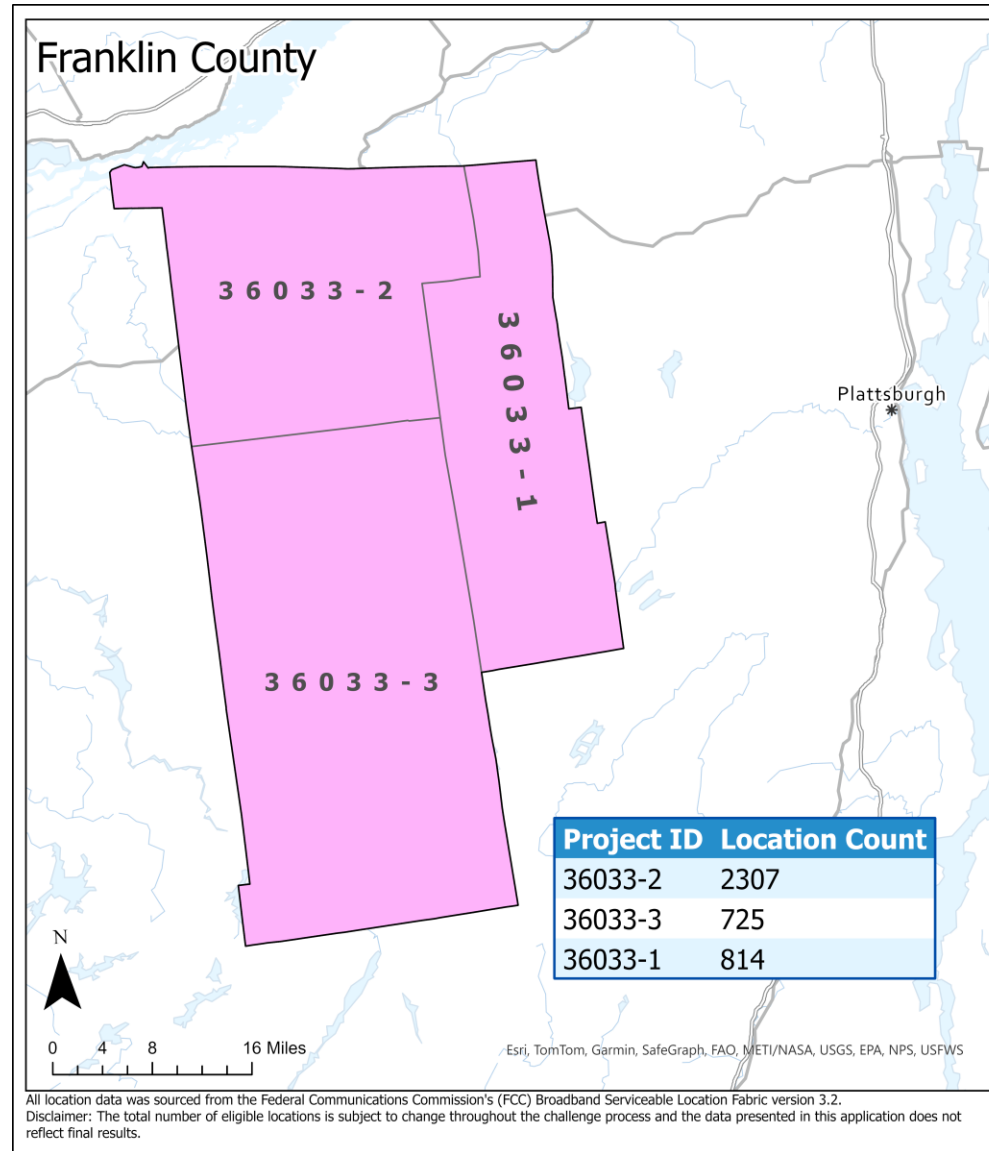 Franklin County
36033-2
36033-1
Plattsburgh
36033-3
Project ID Location Count
36033-2 2307
36033-3 725
36033-1 814
N
0 4 8 16 Miles
Esri, TomTom, Garmin, SafeGraph, FAO, METI/NASA, USGS, EPA, NPS, USFWS
All location data was sourced from the Federal Communications Commission's (FCC) Broadband Serviceable Location Fabric version 3.2.
Disclaimer: The total number of eligible locations is subject to change throughout the challenge process and the data presented in this application does not
reflect final results.